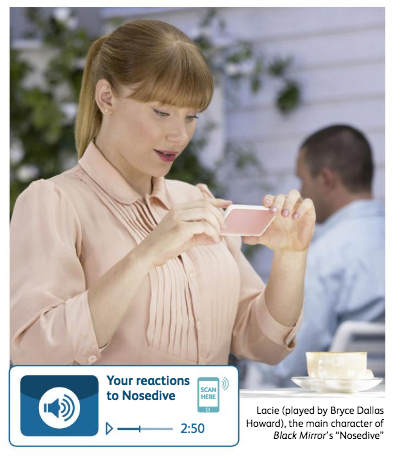 Your reactions
to Nosedive
SCAN
HERE
2:50
Lacie (played by Bryce Dallas
Howard), the main character of
Black Mirror's "Nosedive"